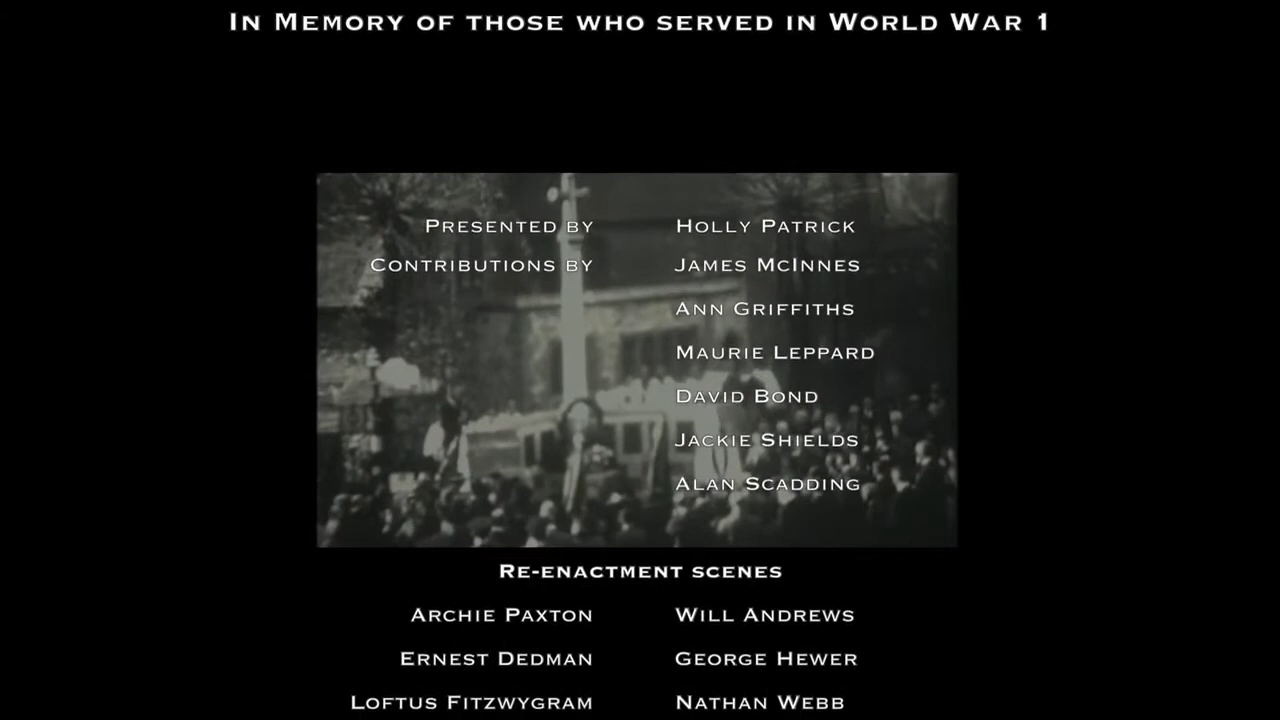 In Memory of those who served in World War 1
Presented by Holly Patrick
Contributions by James McInnes
Ann Griffiths
Maurie Leppard
David Bond
Jackie Shields
Alan Scadding
Re-enactment scenes
Archie Paxton Will Andrews
Ernest Dedman George Hewer
Loftus Fitzwygram Nathan Webb